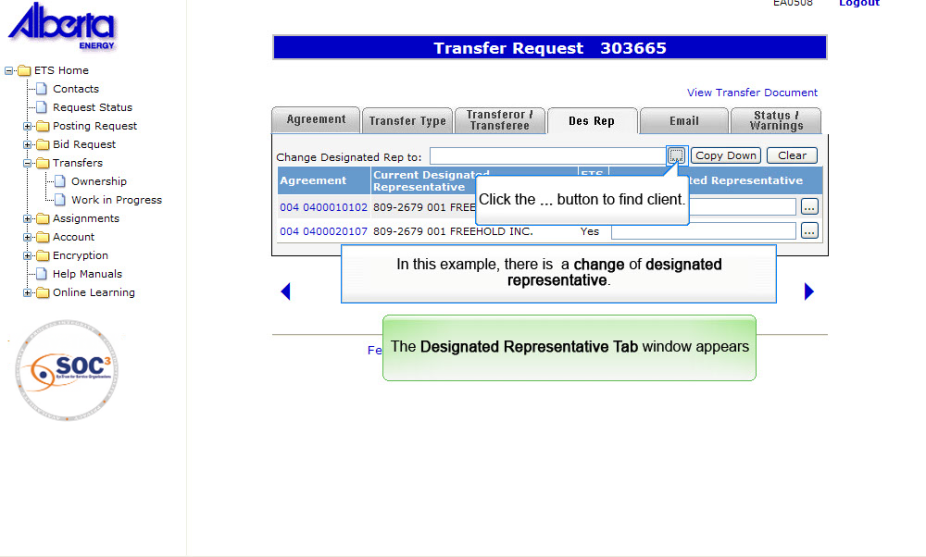 Alberta
ENERGY
EA0508 Logout
Transfer Request 303665
ETS Home
Contacts
Request Status
Posting Request
Bid Request
Transfers
Ownership
Work in Progress
Assignments
Account
Encryption
Help Manuals
Online Learning
SOC3
View Transfer Document
Agreement
Transfer Type
Transferor /
Transferee
Des Rep
Email
Status /
Warnings
Change Designated Rep to:
...
Copy Down
Clear
Agreement
Current Designated
Representative
ETS
ted Representative
004 0400010102 809-2679 001 FREE
...
004 0400020107 809-2679 001 FREEHOLD INC. Yes
...
Click the ... button to find client.
In this example, there is a change of designated
representative.
Fe
The Designated Representative Tab window appears